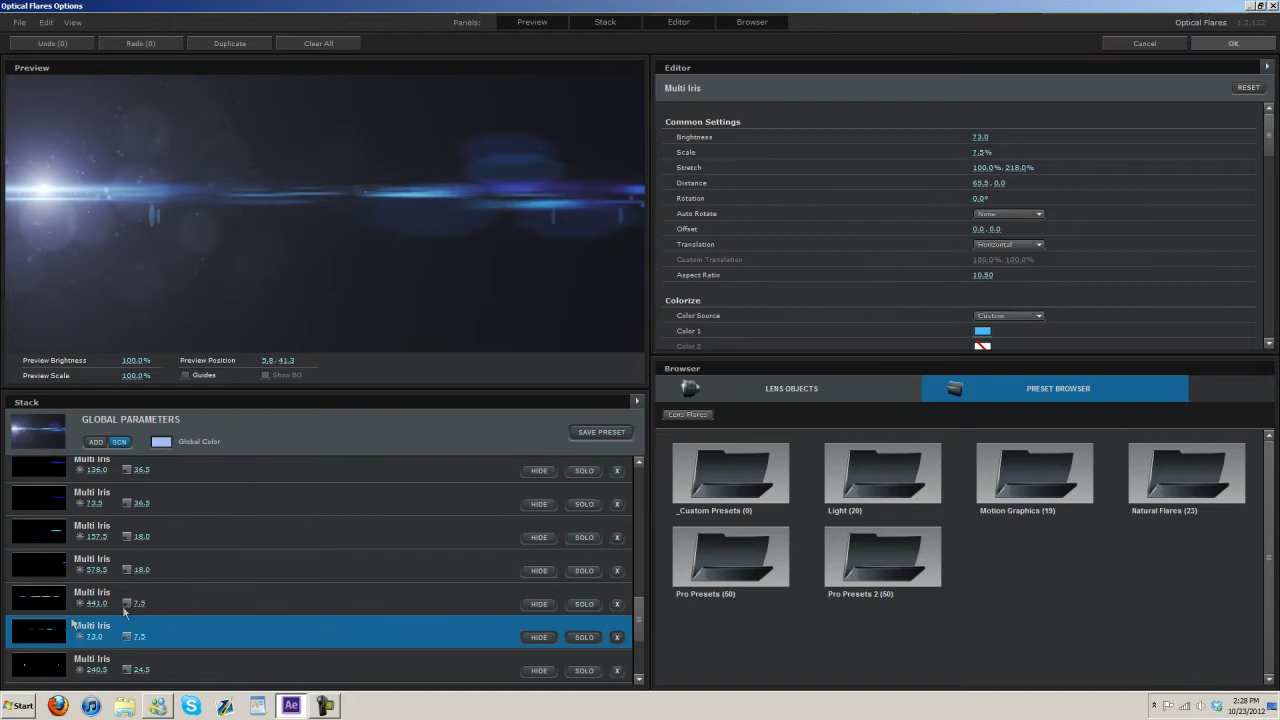 Optical Flares Options
File Edit View Panels: Preview Stack Editor Browser Optical Flares 1.2.132
Undo (0) Redo (0) Duplicate Clear All Cancel OK
Preview
Preview Brightness 100.0% Preview Position 5.8, 41.3
Preview Scale 100.0% Guides Show BG
Stack
GLOBAL PARAMETERS
ADD SCN Global Color SAVE PRESET
Multi Iris
136.0 36.5 HIDE SOLO X
Multi Iris
73.5 36.5 HIDE SOLO X
Multi Iris
157.5 18.0 HIDE SOLO X
Multi Iris
578.5 18.0 HIDE SOLO X
Multi Iris
441.0 7.5 HIDE SOLO X
Multi Iris
73.0 7.5 HIDE SOLO X
Multi Iris
240.5 24.5 HIDE SOLO X
Editor
Multi Iris RESET
Common Settings
Brightness 73.0
Scale 7.5%
Stretch 100.0%, 218.0%
Distance 65.5, 0.0
Rotation 0.0°
Auto Rotate None
Offset 0.0, 0.0
Translation Horizontal
Custom Translation 100.0%, 100.0%
Aspect Ratio 10.50
Colorize
Color Source Custom
Color 1
Color 2
Browser
LENS OBJECTS PRESET BROWSER
Lens Flares
_Custom Presets (0) Light (20) Motion Graphics (19) Natural Flares (23)
Pro Presets (50) Pro Presets 2 (50)
Start Ae 2:28 PM
10/23/2012